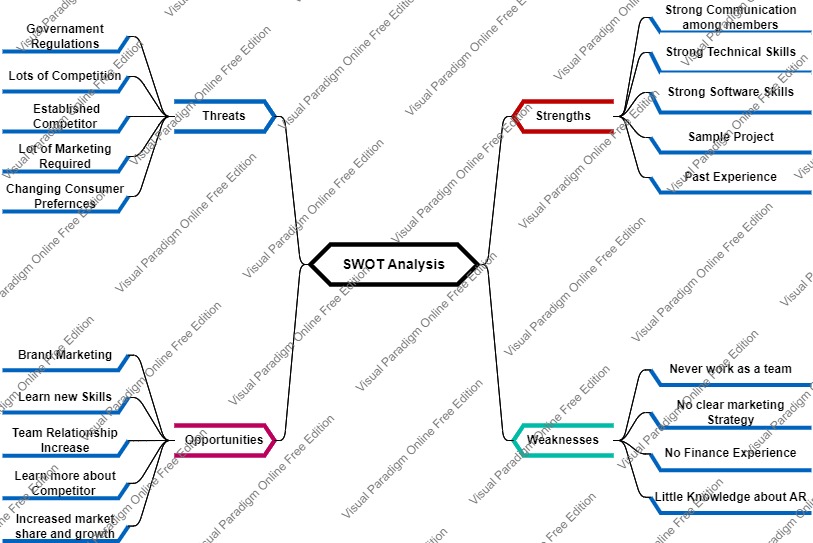 SWOT Analysis
Threats
Governament
Regulations
Lots of Competition
Established
Competitor
Lot of Marketing
Required
Changing Consumer
Prefernces
Strengths
Strong Communication
among members
Strong Technical Skills
Strong Software Skills
Sample Project
Past Experience
Opportunities
Brand Marketing
Learn new Skills
Team Relationship
Increase
Learn more about
Competitor
Increased market
share and growth
Weaknesses
Never work as a team
No clear marketing
Strategy
No Finance Experience
Little Knowledge about AR
Visual Paradigm Online Free Edition